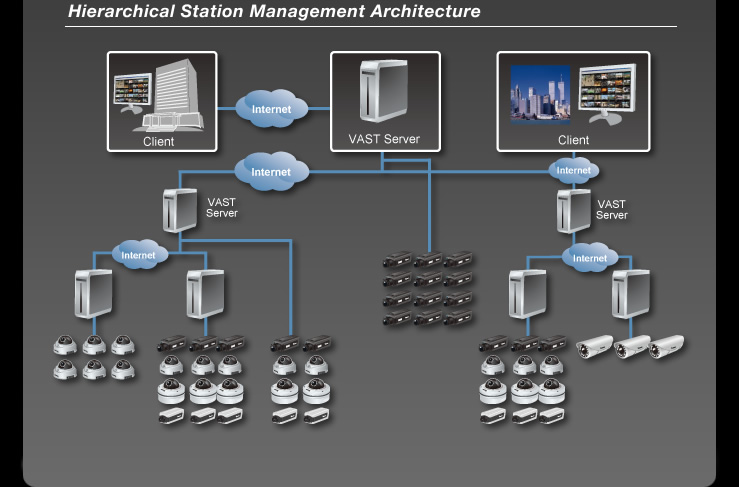 Hierarchical Station Management Architecture
Client
Internet
VAST Server
Client
Internet
Internet
VAST
Server
VAST
Server
Internet
Internet